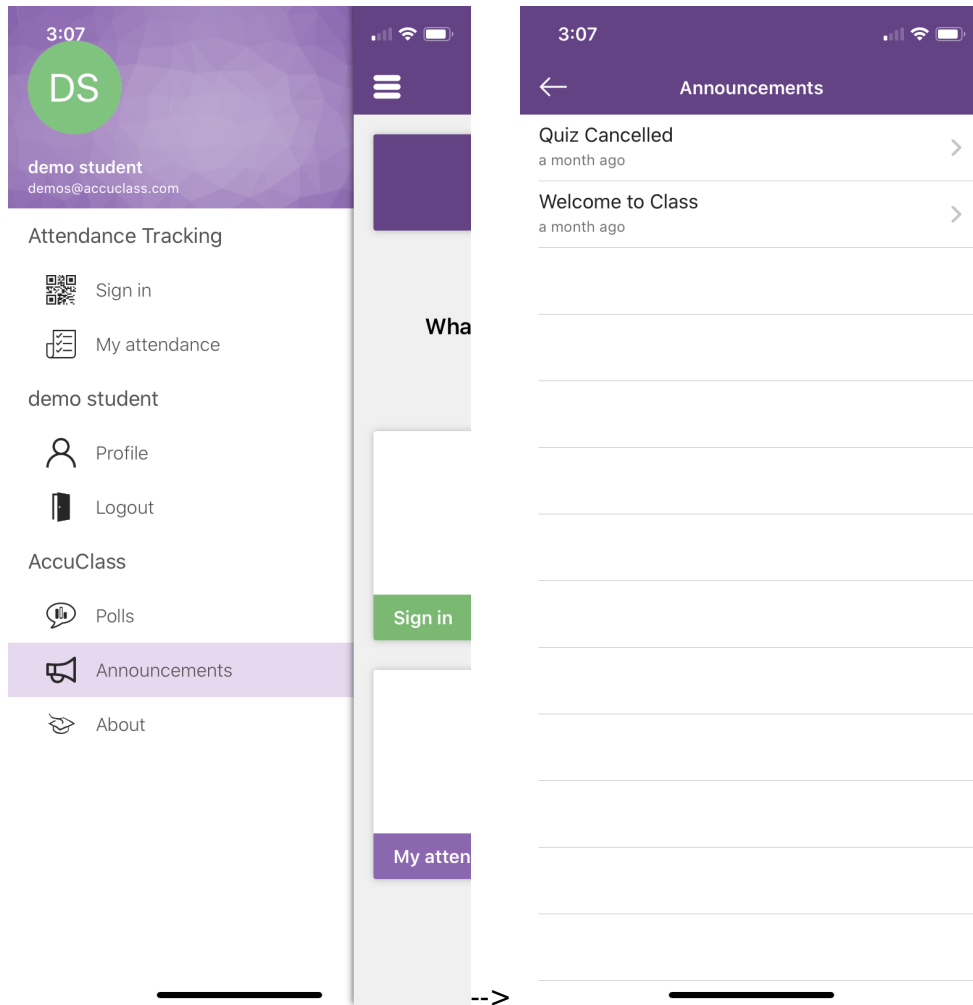 3:07
DS
demo student
demos@accuclass.com
Attendance Tracking
Sign in
My attendance
demo student
Profile
Logout
AccuClass
Polls
Announcements
About
Wha
Sign in
My atten
-->
3:07
Announcements
Quiz Cancelled
a month ago
Welcome to Class
a month ago